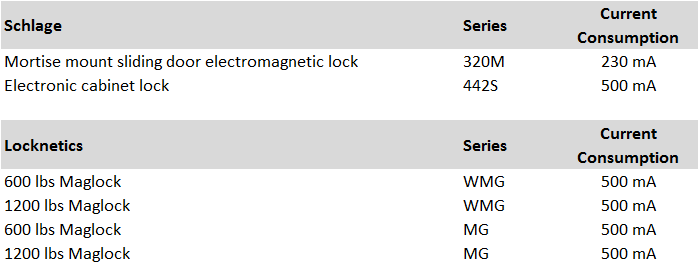 Schlage Series Current Consumption
Mortise mount sliding door electromagnetic lock 320M 230 mA
Electronic cabinet lock 442S 500 mA
Locknetics Series Current Consumption
600 lbs Maglock WMG 500 mA
1200 lbs Maglock WMG 500 mA
600 lbs Maglock MG 500 mA
1200 lbs Maglock MG 500 mA